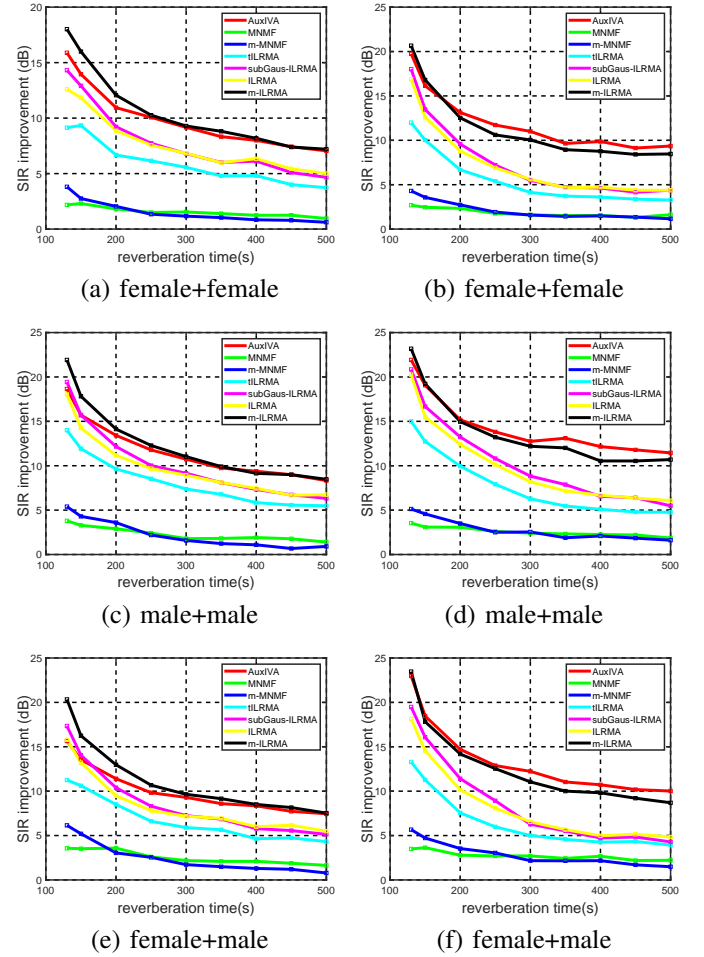 20
15
10
5
0
SIR improvement (dB)
AuxIVA
MNMF
m-MNMF
tILRMA
subGaus-ILRMA
ILRMA
m-ILRMA
100 200 300 400 500
reverberation time(s)
(a) female+female
25
20
15
10
5
0
SIR improvement (dB)
AuxIVA
MNMF
m-MNMF
tILRMA
subGaus-ILRMA
ILRMA
m-ILRMA
100 200 300 400 500
reverberation time(s)
(b) female+female
25
20
15
10
5
0
SIR improvement (dB)
AuxIVA
MNMF
m-MNMF
tILRMA
subGaus-ILRMA
ILRMA
m-ILRMA
100 200 300 400 500
reverberation time(s)
(c) male+male
25
20
15
10
5
0
SIR improvement (dB)
AuxIVA
MNMF
m-MNMF
tILRMA
subGaus-ILRMA
ILRMA
m-ILRMA
100 200 300 400 500
reverberation time(s)
(d) male+male
25
20
15
10
5
0
SIR improvement (dB)
AuxIVA
MNMF
m-MNMF
tILRMA
subGaus-ILRMA
ILRMA
m-ILRMA
100 200 300 400 500
reverberation time(s)
(e) female+male
25
20
15
10
5
0
SIR improvement (dB)
AuxIVA
MNMF
m-MNMF
tILRMA
subGaus-ILRMA
ILRMA
m-ILRMA
100 200 300 400 500
reverberation time(s)
(f) female+male